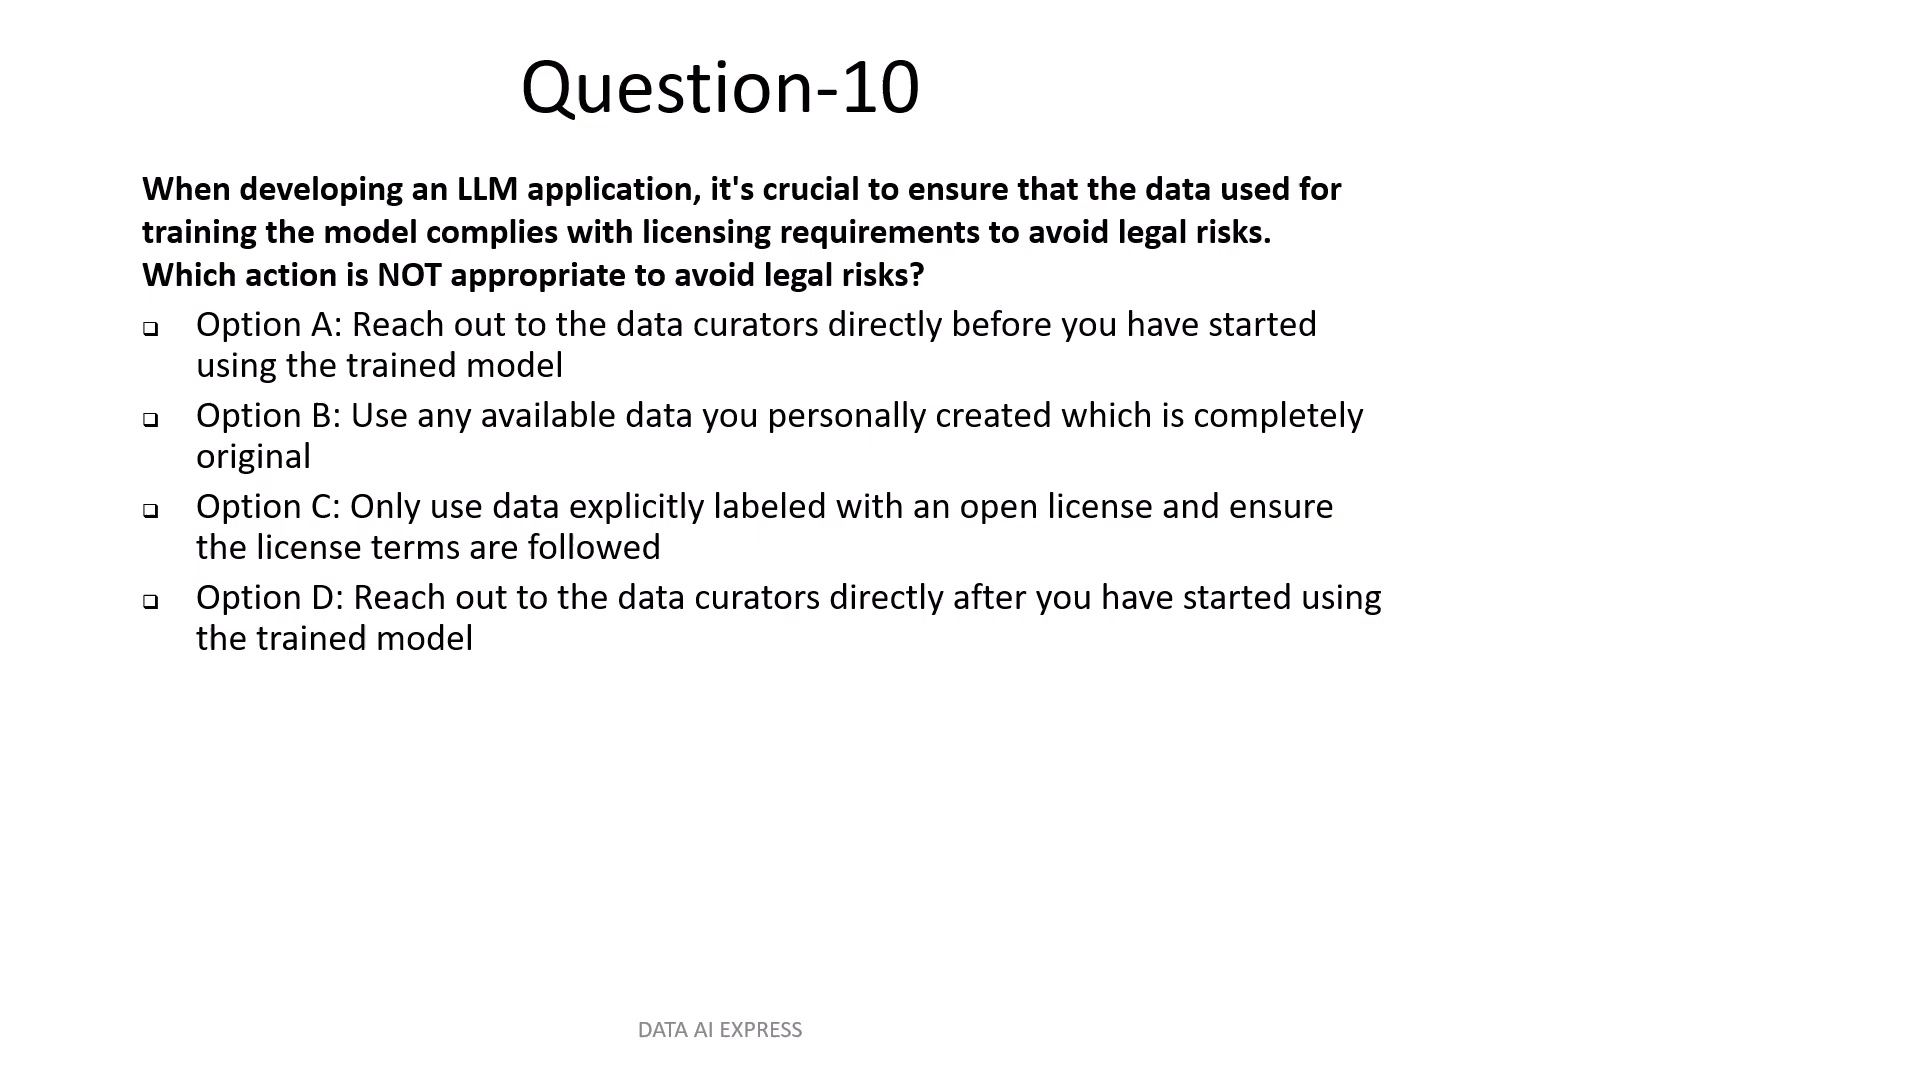 Question-10
When developing an LLM application, it's crucial to ensure that the data used for
training the model complies with licensing requirements to avoid legal risks.
Which action is NOT appropriate to avoid legal risks?
❑ Option A: Reach out to the data curators directly before you have started
using the trained model
❑ Option B: Use any available data you personally created which is completely
original
❑ Option C: Only use data explicitly labeled with an open license and ensure
the license terms are followed
❑ Option D: Reach out to the data curators directly after you have started using
the trained model
DATA AI EXPRESS